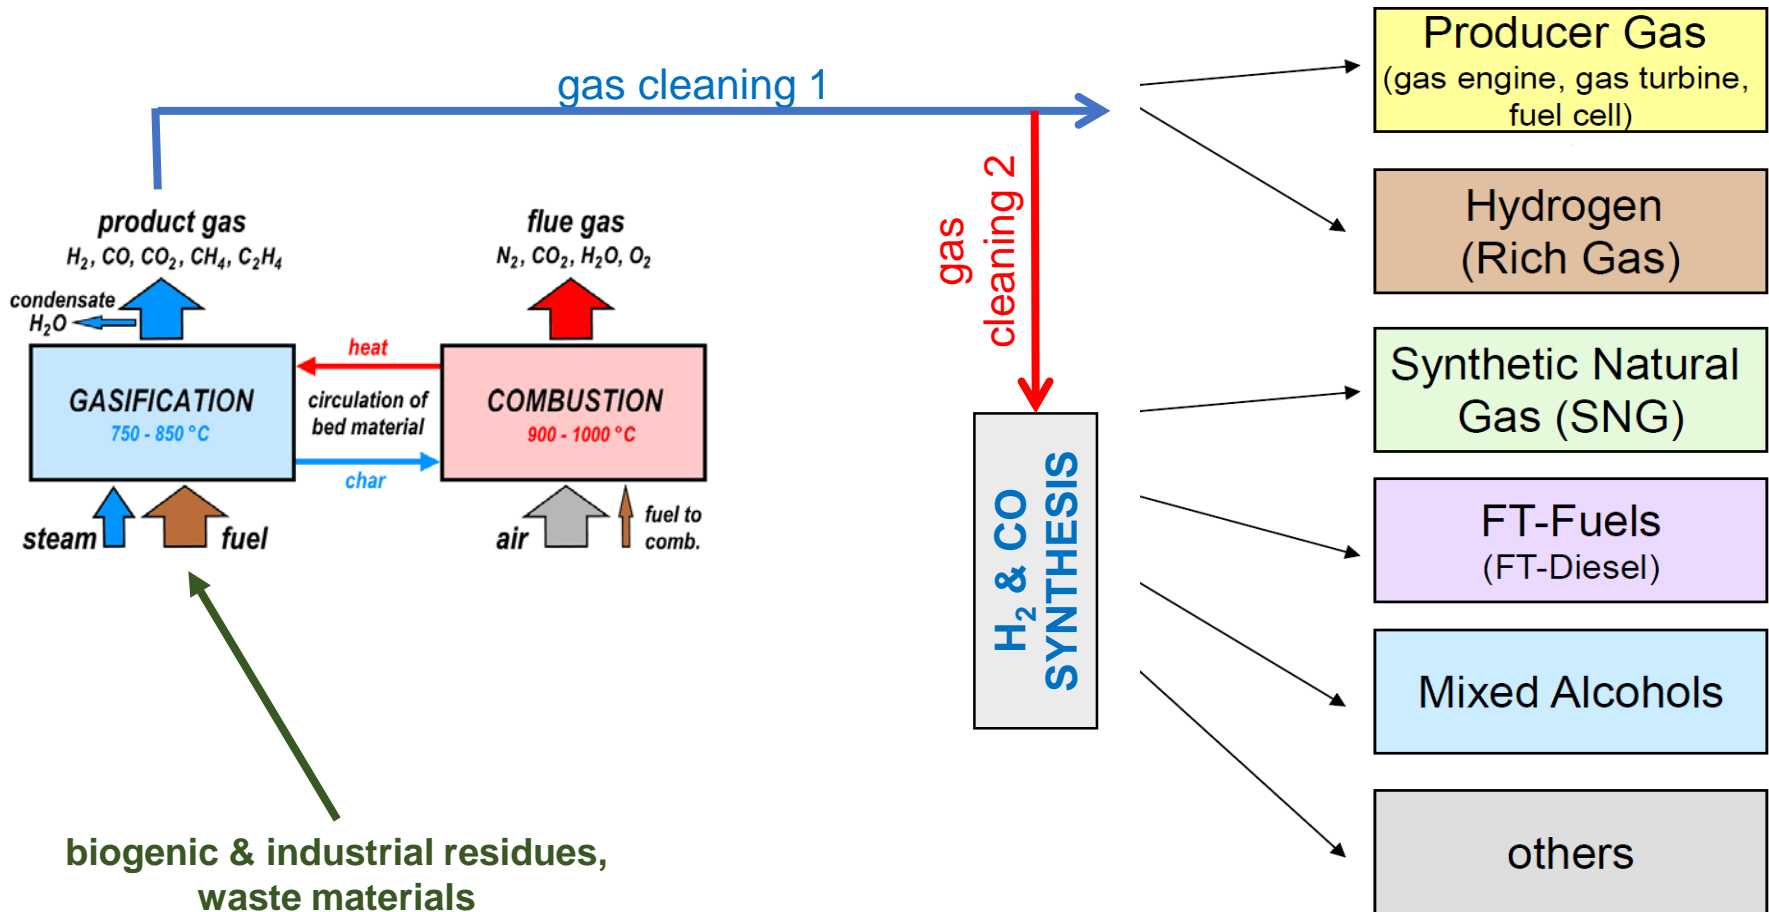 gas cleaning 1
gas
cleaning 2
product gas
H₂, CO, CO₂, CH₄, C₂H₄
condensate
H₂O
flue gas
N₂, CO₂, H₂O, O₂
GASIFICATION
750 - 850 °C
heat
circulation of
bed material
char
COMBUSTION
900 - 1000 °C
steam
fuel
air
fuel to
comb.
biogenic & industrial residues,
waste materials
H₂ & CO
SYNTHESIS
Producer Gas
(gas engine, gas turbine,
fuel cell)
Hydrogen
(Rich Gas)
Synthetic Natural
Gas (SNG)
FT-Fuels
(FT-Diesel)
Mixed Alcohols
others